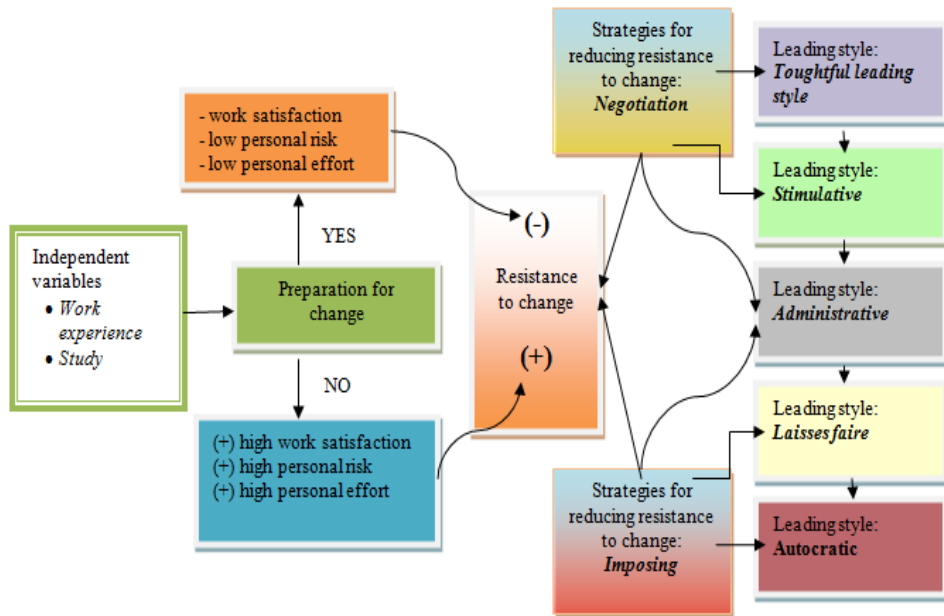 Independent
variables
• Work
experience
• Study
- work satisfaction
- low personal risk
- low personal effort
YES
Preparation for
change
NO
(+) high work satisfaction
(+) high personal risk
(+) high personal effort
(-)
Resistance
to change
(+)
Strategies for
reducing resistance
to change:
Negotiation
Strategies for
reducing resistance
to change:
Imposing
Leading style:
Toughtful leading
style
Leading style:
Stimulative
Leading style:
Administrative
Leading style:
Laisses faire
Leading style:
Autocratic